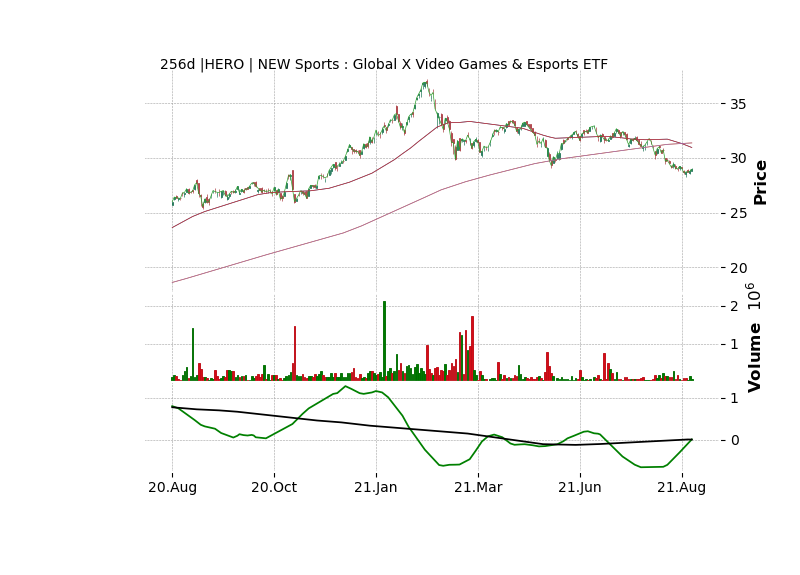 256d |HERO | NEW Sports : Global X Video Games & Esports ETF
35
30
25
20
Price
2
1
Volume 10^6
1
0
20.Aug 20.Oct 21.Jan 21.Mar 21.Jun 21.Aug